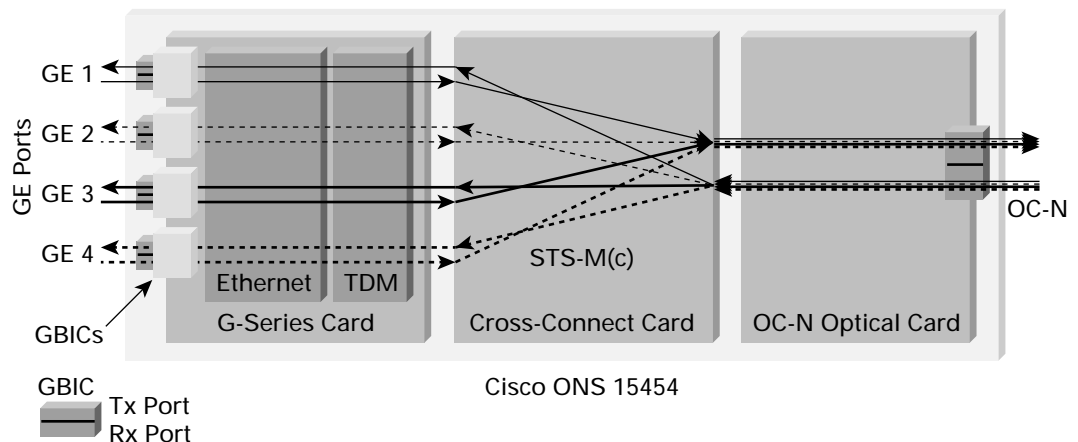 GE Ports
GE 1
GE 2
GE 3
GE 4
GBICs
Ethernet
TDM
G-Series Card
STS-M(c)
Cross-Connect Card
OC-N Optical Card
OC-N
Cisco ONS 15454
GBIC
Tx Port
Rx Port